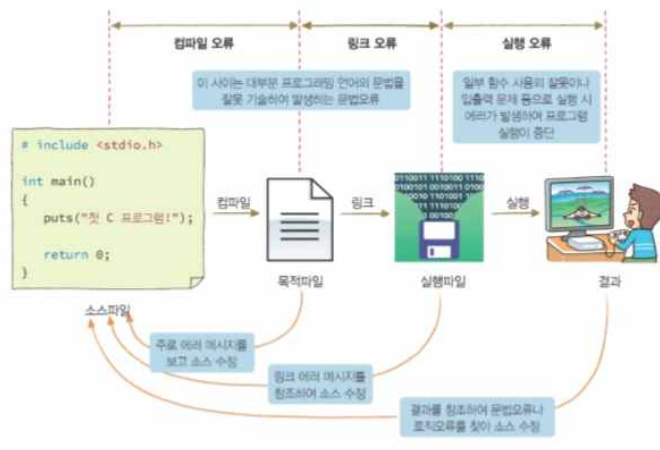 컴파일 오류
링크 오류
실행 오류
이 사이는 대부분 프로그래밍 언어의 문법을
잘못 기술하여 발생하는 문법오류
일부 함수 사용의 잘못이나
입출력 문제 등으로 실행 시
에러가 발생하여 프로그램
실행이 중단
# include <stdio.h>
int main()
{
puts("첫 C 프로그램!");
return 0;
}
컴파일
링크
실행
소스파일
목적파일
실행파일
결과
주로 에러 메시지를
보고 소스 수정
링크 에러 메시지를
참조하여 소스 수정
결과를 참조하여 문법오류나
로직오류를 찾아 소스 수정